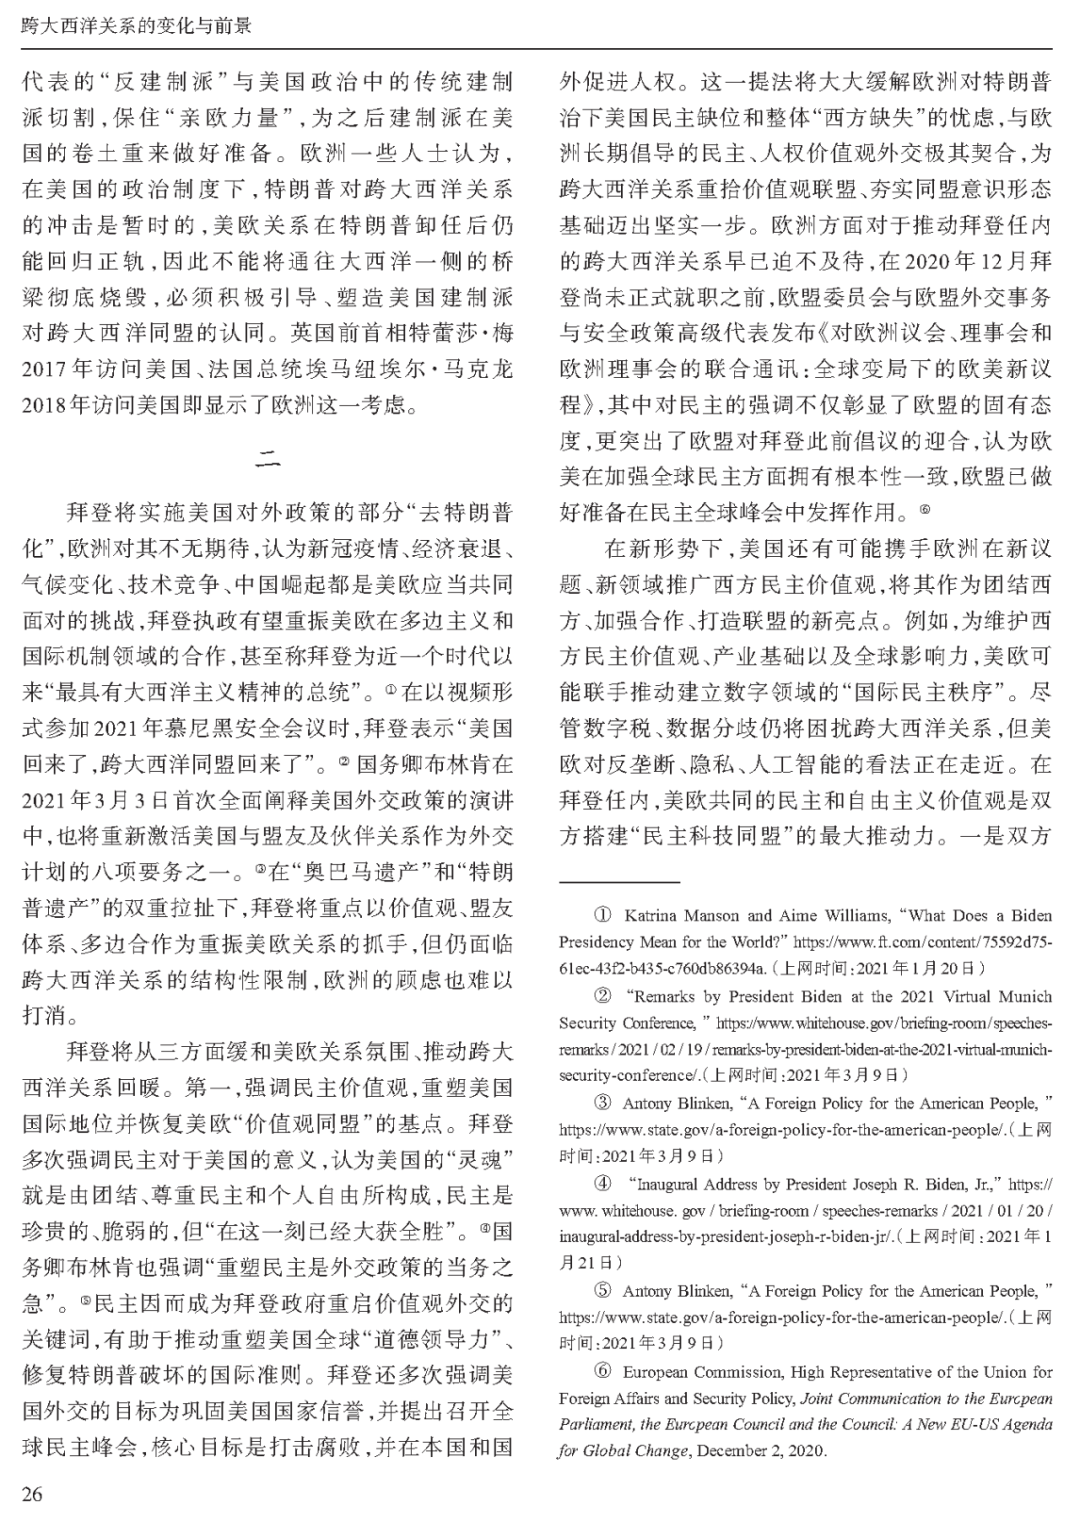 跨大西洋关系的变化与前景
代表的“反建制派”与美国政治中的传统建制
派切割,保住“亲欧力量”,为之后建制派在美
国的卷土重来做好准备。欧洲一些人士认为,
在美国的政治制度下,特朗普对跨大西洋关系
的冲击是暂时的,美欧关系在特朗普卸任后仍
能回归正轨,因此不能将通往大西洋一侧的桥
梁彻底烧毁,必须积极引导、塑造美国建制派
对跨大西洋同盟的认同。英国前首相特蕾莎·梅
2017年访问美国、法国总统埃马纽埃尔·马克龙
2018年访问美国即显示了欧洲这一考虑。
二
拜登将实施美国对外政策的部分“去特朗普
化”,欧洲对其不无期待,认为新冠疫情、经济衰退、
气候变化、技术竞争、中国崛起都是美欧应当共同
面对的挑战,拜登执政有望重振美欧在多边主义和
国际机制领域的合作,甚至称拜登为近一个时代以
来“最具有大西洋主义精神的总统”。①在以视频形
式参加2021年慕尼黑安全会议时,拜登表示“美国
回来了,跨大西洋同盟回来了”。②国务卿布林肯在
2021年3月3日首次全面阐释美国外交政策的演讲
中,也将重新激活美国与盟友及伙伴关系作为外交
计划的八项要务之一。③在“奥巴马遗产”和“特朗
普遗产”的双重拉扯下,拜登将重点以价值观、盟友
体系、多边合作为重振美欧关系的抓手,但仍面临
跨大西洋关系的结构性限制,欧洲的顾虑也难以
打消。
拜登将从三方面缓和美欧关系氛围、推动跨大
西洋关系回暖。第一,强调民主价值观,重塑美国
国际地位并恢复美欧“价值观同盟”的基点。拜登
多次强调民主对于美国的意义,认为美国的“灵魂”
就是由团结、尊重民主和个人自由所构成,民主是
珍贵的、脆弱的,但“在这一刻已经大获全胜”。④国
务卿布林肯也强调“重塑民主是外交政策的当务之
急”。⑤民主因而成为拜登政府重启价值观外交的
关键词,有助于推动重塑美国全球“道德领导力”、
修复特朗普破坏的国际准则。拜登还多次强调美
国外交的目标为巩固美国国家信誉,并提出召开全
球民主峰会,核心目标是打击腐败,并在本国和国
外促进人权。这一提法将大大缓解欧洲对特朗普
治下美国民主缺位和整体“西方缺失”的忧虑,与欧
洲长期倡导的民主、人权价值观外交极其契合,为
跨大西洋关系重拾价值观联盟、夯实同盟意识形态
基础迈出坚实一步。欧洲方面对于推动拜登任内
的跨大西洋关系早已迫不及待,在2020年12月拜
登尚未正式就职之前,欧盟委员会与欧盟外交事务
与安全政策高级代表发布《对欧洲议会、理事会和
欧洲理事会的联合通讯:全球变局下的欧美新议
程》,其中对民主的强调不仅彰显了欧盟的固有态
度,更突出了欧盟对拜登此前倡议的迎合,认为欧
美在加强全球民主方面拥有根本性一致,欧盟已做
好准备在民主全球峰会中发挥作用。⑥
在新形势下,美国还有可能携手欧洲在新议
题、新领域推广西方民主价值观,将其作为团结西
方、加强合作、打造联盟的新亮点。例如,为维护西
方民主价值观、产业基础以及全球影响力,美欧可
能联手推动建立数字领域的“国际民主秩序”。尽
管数字税、数据分歧仍将困扰跨大西洋关系,但美
欧对反垄断、隐私、人工智能的看法正在走近。在
拜登任内,美欧共同的民主和自由主义价值观是双
方搭建“民主科技同盟”的最大推动力。一是双方
① Katrina Manson and Aime Williams, “What Does a Biden
Presidency Mean for the World?” https://www.ft.com/content/75592d75-
61ec-43f2-b435-c760db86394a.(上网时间:2021年1月20日)
② “Remarks by President Biden at the 2021 Virtual Munich
Security Conference, ” https://www.whitehouse.gov/briefing-room/speeches-
remarks/2021/02/19/remarks-by-president-biden-at-the-2021-virtual-munich-
security-conference/.(上网时间:2021年3月9日)
③ Antony Blinken, “A Foreign Policy for the American People, ”
https://www.state.gov/a-foreign-policy-for-the-american-people/.(上网
时间:2021年3月9日)
④ “Inaugural Address by President Joseph R. Biden, Jr.,” https://
www. whitehouse. gov / briefing-room / speeches-remarks / 2021 / 01 / 20 /
inaugural-address-by-president-joseph-r-biden-jr/.(上网时间:2021年1
月21日)
⑤ Antony Blinken, “A Foreign Policy for the American People, ”
https://www.state.gov/a-foreign-policy-for-the-american-people/.(上网
时间:2021年3月9日)
⑥ European Commission, High Representative of the Union for
Foreign Affairs and Security Policy, Joint Communication to the European
Parliament, the European Council and the Council: A New EU-US Agenda
for Global Change, December 2, 2020.
26